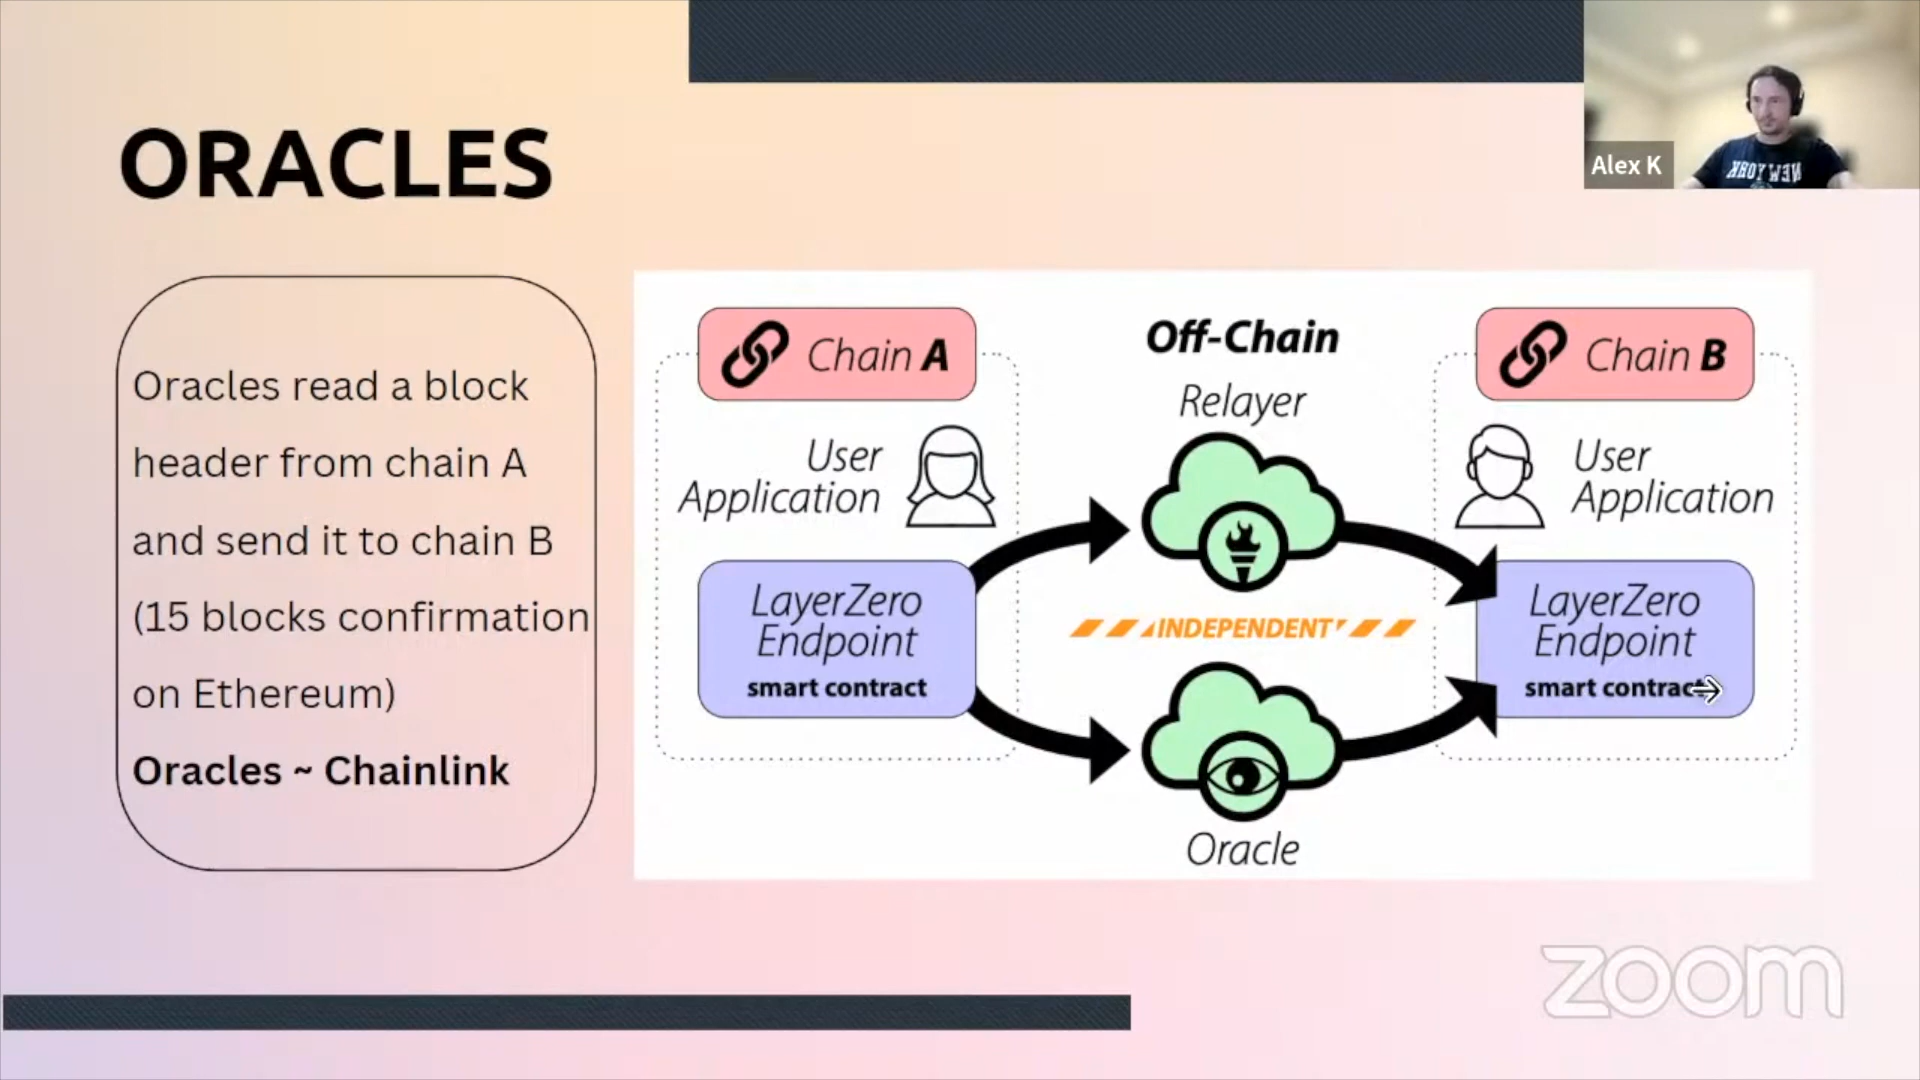 ORACLES
Alex K
NEW YORK
Oracles read a block
header from chain A
and send it to chain B
(15 blocks confirmation
on Ethereum)
Oracles ~ Chainlink
Chain A
User
Application
LayerZero
Endpoint
smart contract
Off-Chain
Relayer
INDEPENDENT
Oracle
Chain B
User
Application
LayerZero
Endpoint
smart contract
zoom